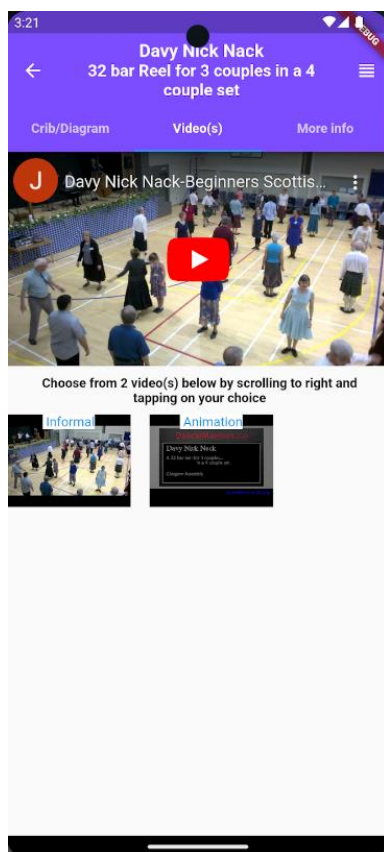 3:21
DEBUG
Davy Nick Nack
32 bar Reel for 3 couples in a 4
couple set
Crib/Diagram Video(s) More info
J Davy Nick Nack-Beginners Scottis...
Choose from 2 video(s) below by scrolling to right and
tapping on your choice
Informal Animation
Davy Nick Nack